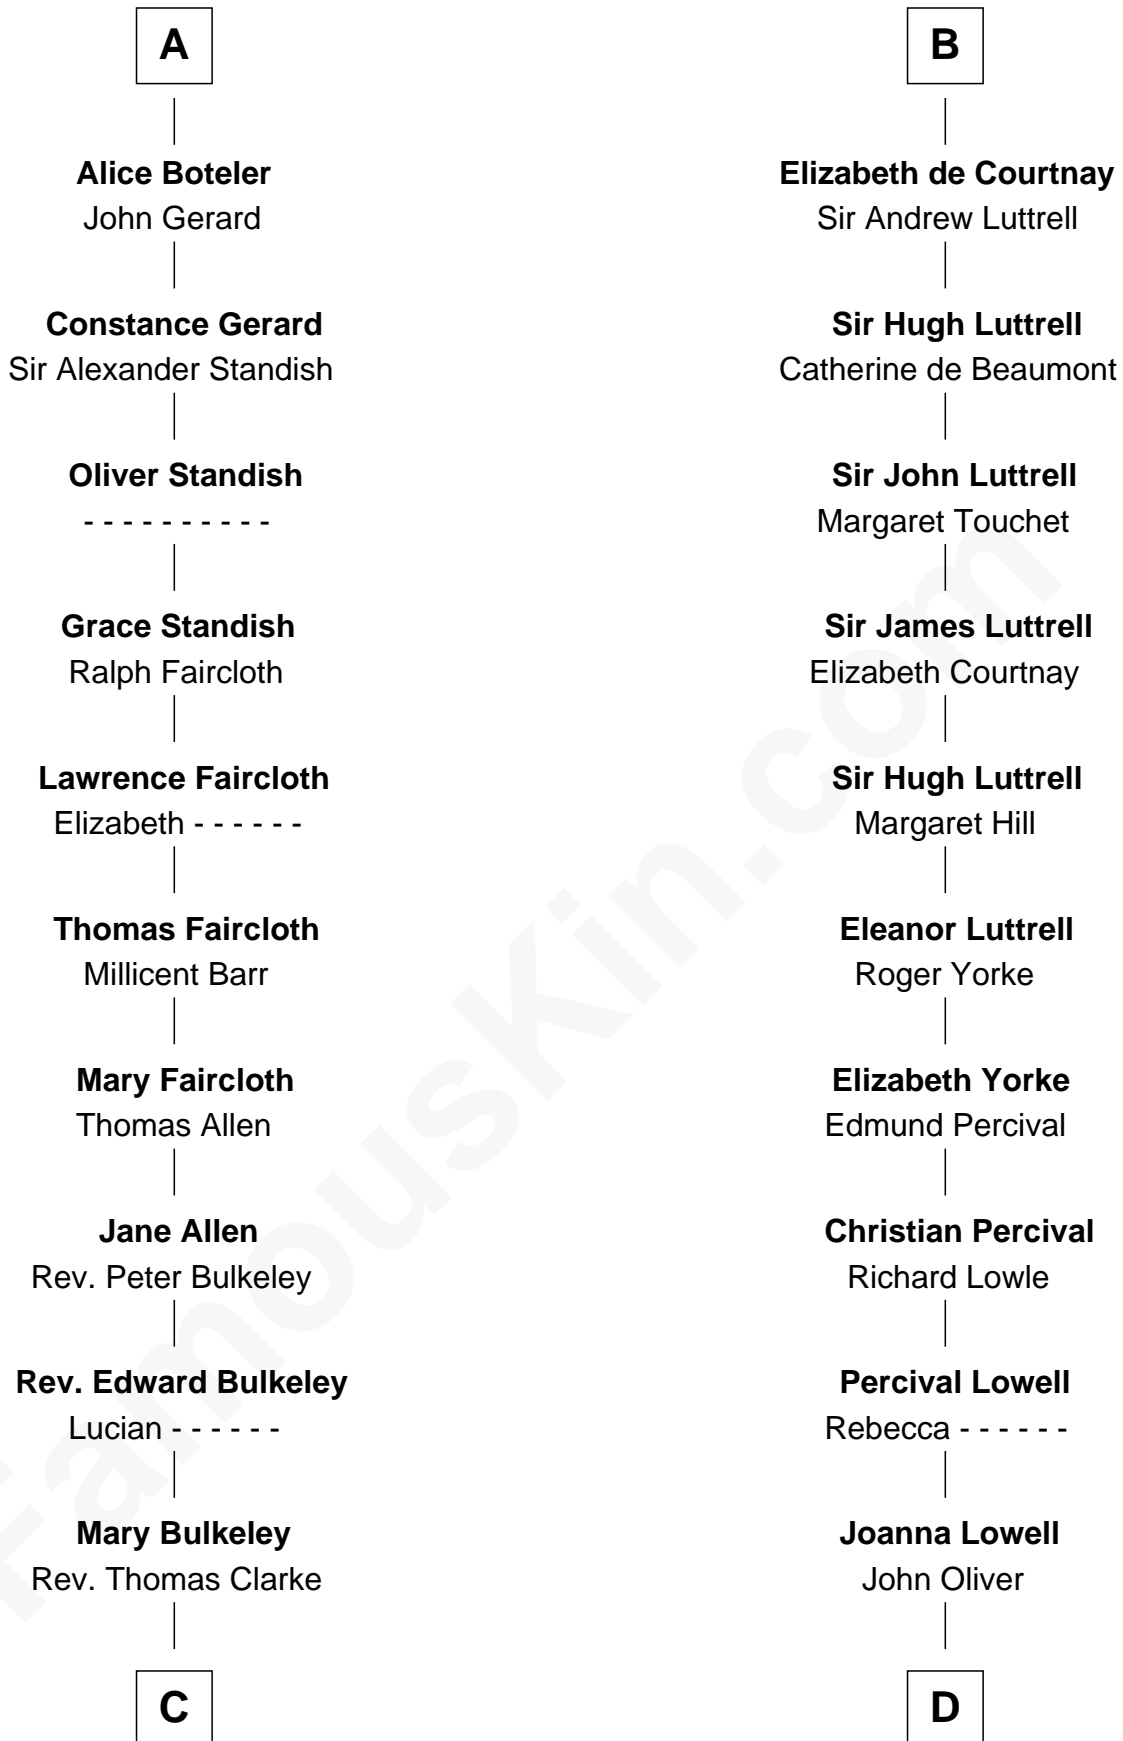 A
Alice Boteler
John Gerard
Constance Gerard
Sir Alexander Standish
Oliver Standish
- - - - - - - - - -
Grace Standish
Ralph Faircloth
Lawrence Faircloth
Elizabeth - - - - - -
Thomas Faircloth
Millicent Barr
Mary Faircloth
Thomas Allen
Jane Allen
Rev. Peter Bulkeley
Rev. Edward Bulkeley
Lucian - - - - - -
Mary Bulkeley
Rev. Thomas Clarke
C
B
Elizabeth de Courtnay
Sir Andrew Luttrell
Sir Hugh Luttrell
Catherine de Beaumont
Sir John Luttrell
Margaret Touchet
Sir James Luttrell
Elizabeth Courtnay
Sir Hugh Luttrell
Margaret Hill
Eleanor Luttrell
Roger Yorke
Elizabeth Yorke
Edmund Percival
Christian Percival
Richard Lowle
Percival Lowell
Rebecca - - - - - -
Joanna Lowell
John Oliver
D
FamousKin.com